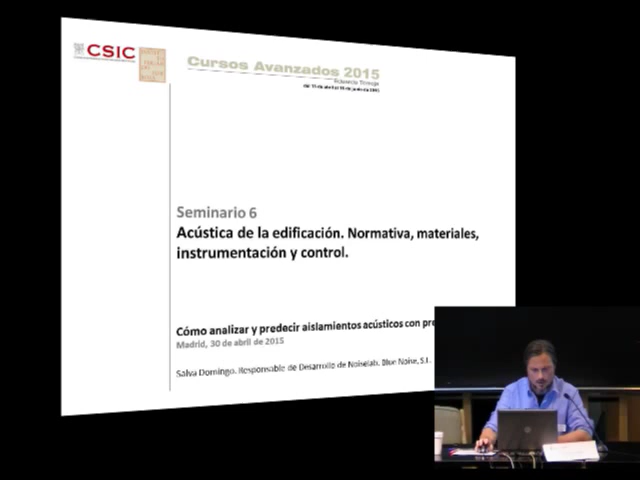 CSIC
Cursos Avanzados 2015
Seminario 6
Acústica de la edificación. Normativa, materiales,
instrumentación y control.
Cómo analizar y predecir aislamientos acústicos con pre
Madrid, 30 de abril de 2015
Salva Domingo. Responsable de Desarrollo de Noiselab. Blue Noise, S.L.